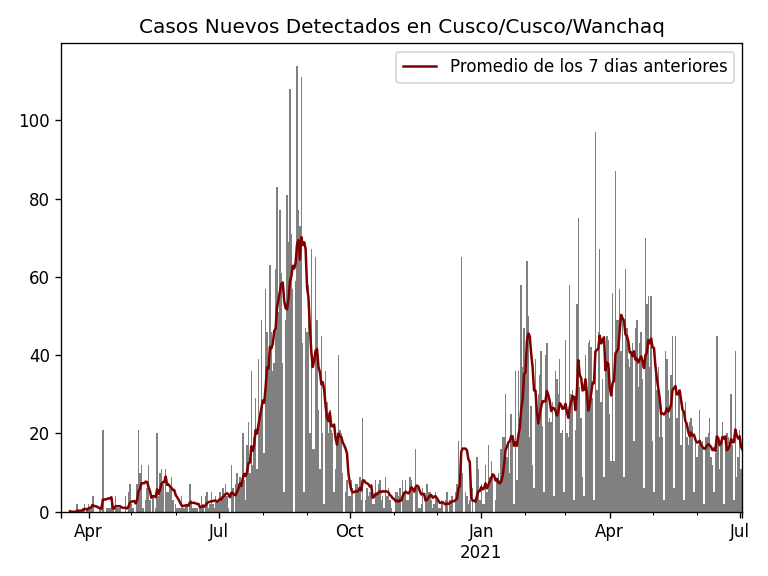 Casos Nuevos Detectados en Cusco/Cusco/Wanchaq
Promedio de los 7 dias anteriores
100
80
60
40
20
0
Apr Jul Oct Jan Apr Jul
2021